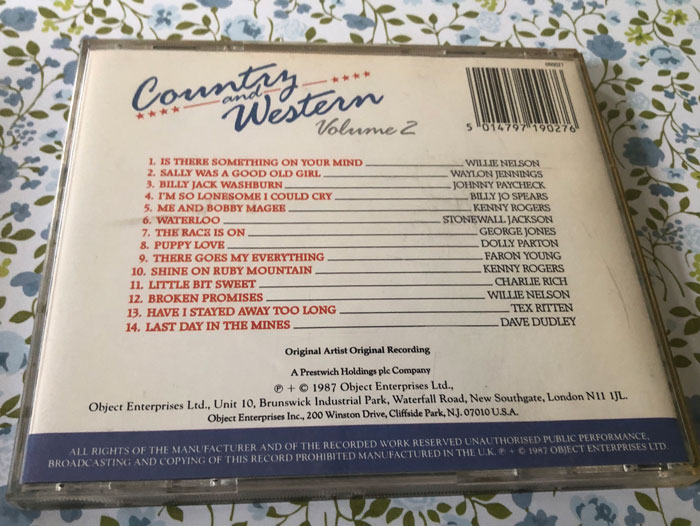 Country
and
Western
Volume 2
5 014797 190276
1. IS THERE SOMETHING ON YOUR MIND WILLIE NELSON
2. SALLY WAS A GOOD OLD GIRL WAYLON JENNINGS
3. BILLY JACK WASHBURN JOHNNY PAYCHECK
4. I'M SO LONESOME I COULD CRY BILLY JO SPEARS
5. ME AND BOBBY MAGEE KENNY ROGERS
6. WATERLOO STONEWALL JACKSON
7. THE RACE IS ON GEORGE JONES
8. PUPPY LOVE DOLLY PARTON
9. THERE GOES MY EVERYTHING FARON YOUNG
10. SHINE ON RUBY MOUNTAIN KENNY ROGERS
11. LITTLE BIT SWEET CHARLIE RICH
12. BROKEN PROMISES WILLIE NELSON
13. HAVE I STAYED AWAY TOO LONG TEX RITTEN
14. LAST DAY IN THE MINES DAVE DUDLEY
Original Artist Original Recording
A Prestwich Holdings plc Company
℗ + © 1987 Object Enterprises Ltd.,
Object Enterprises Ltd., Unit 10, Brunswick Industrial Park, Waterfall Road, New Southgate, London N11 1JL.
Object Enterprises Inc., 200 Winston Drive, Cliffside Park, N.J. 07010 U.S.A.
ALL RIGHTS OF THE MANUFACTURER AND OF THE RECORDED WORK RESERVED UNAUTHORISED PUBLIC PERFORMANCE,
BROADCASTING AND COPYING OF THIS RECORD PROHIBITED MANUFACTURED IN THE U.K. ℗ + © 1987 OBJECT ENTERPRISES LTD.